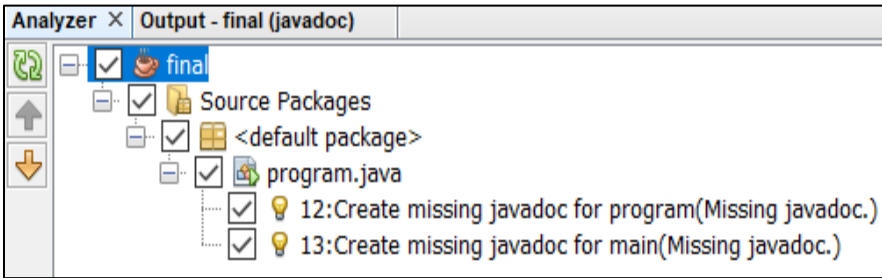 Analyzer × Output - final (javadoc)
final
Source Packages
<default package>
program.java
12:Create missing javadoc for program(Missing javadoc.)
13:Create missing javadoc for main(Missing javadoc.)